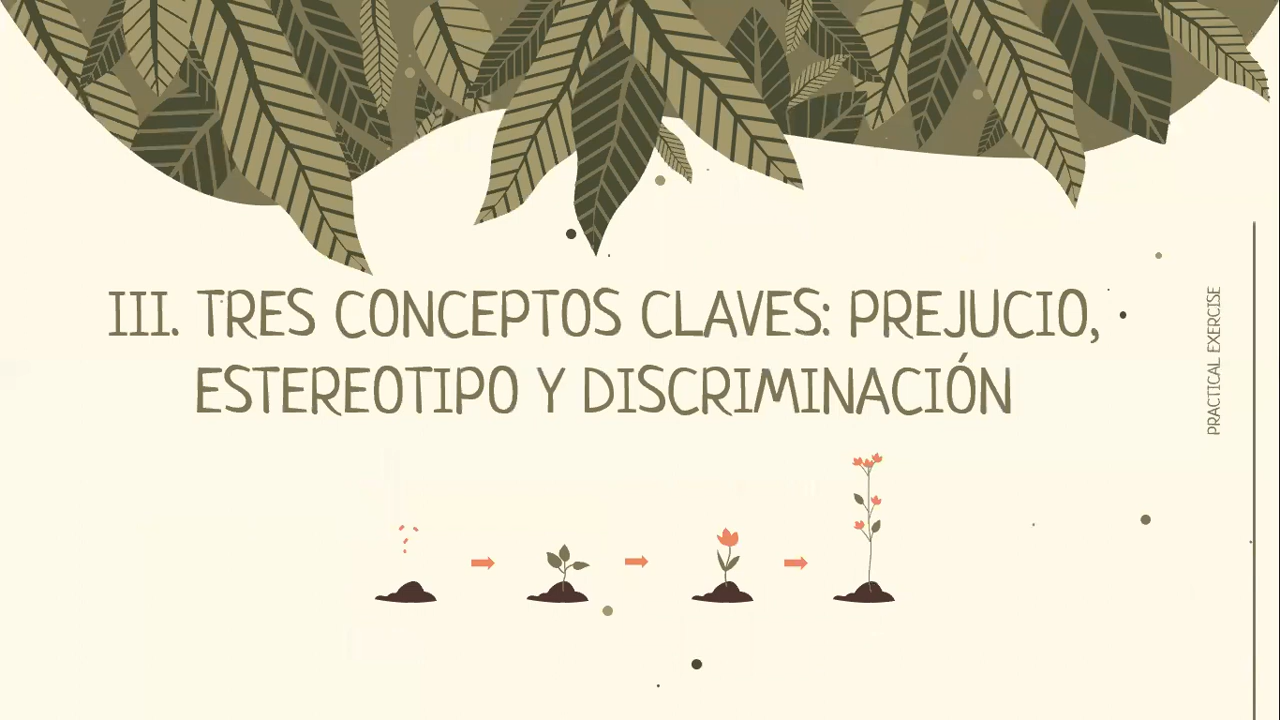 III. TRES CONCEPTOS CLAVES: PREJUCIO,
ESTEREOTIPO Y DISCRIMINACIÓN
PRACTICAL EXERCISE